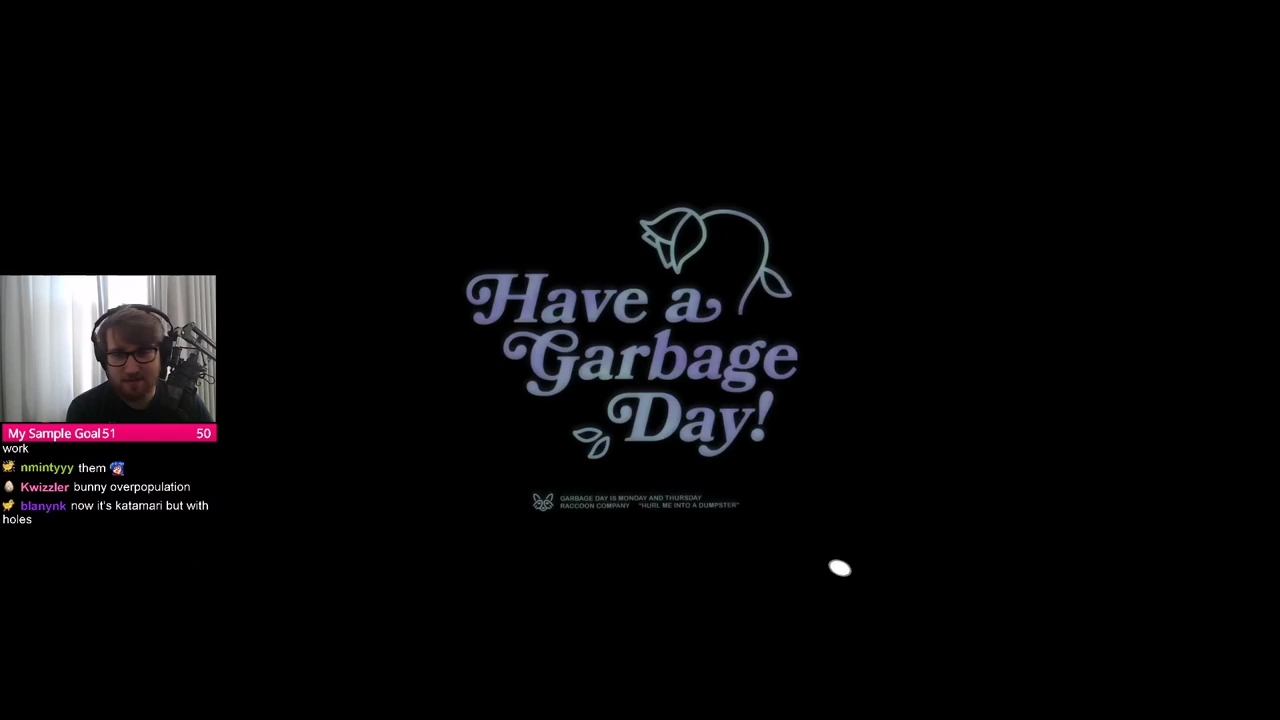 Have a
Garbage
Day!
GARBAGE DAY IS MONDAY AND THURSDAY
RACCOON COMPANY "HURL ME INTO A DUMPSTER"
My Sample Goal 51 50
work
nmintyyy them
Kwizzler bunny overpopulation
blanynk now it's katamari but with
holes